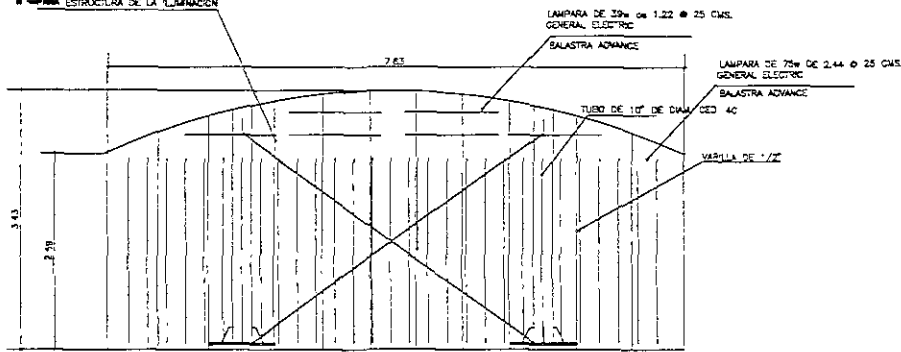 ESTRUCTURA DE LA ILUMINACION
LAMPARA DE 39w DE 1.22 @ 25 CMS.
GENERAL ELECTRIC
BALASTRA ADVANCE
7.63
LAMPARA DE 75w DE 2.44 @ 25 CMS.
GENERAL ELECTRIC
BALASTRA ADVANCE
TUBO DE 10" DE DIAM. CED. 40
VARILLA DE 1/2"
3.43